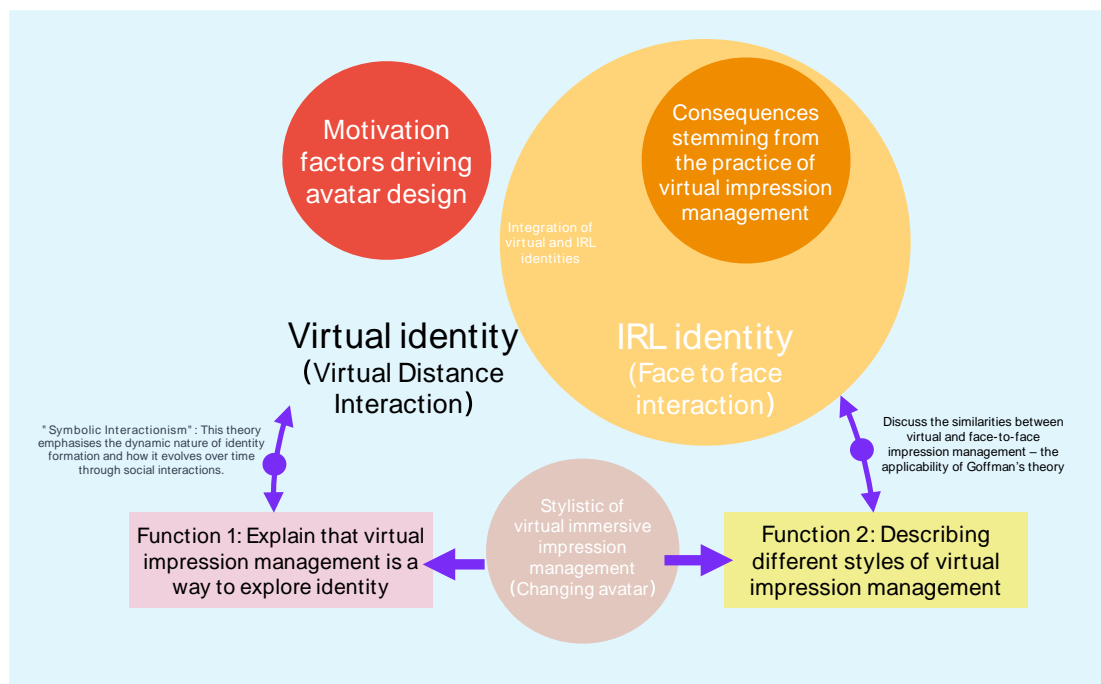 Motivation
factors driving
avatar design
Consequences
stemming from
the practice of
virtual impression
management
Integration of
virtual and IRL
identities
Virtual identity
(Virtual Distance
Interaction)
IRL identity
(Face to face
interaction)
"Symbolic Interactionism": This theory
emphasises the dynamic nature of identity
formation and how it evolves over time
through social interactions.
Discuss the similarities between
virtual and face-to-face
impression management – the
applicability of Goffman's theory
Function 1: Explain that virtual
impression management is a
way to explore identity
Stylistic of
virtual immersive
impression
management
(Changing avatar)
Function 2: Describing
different styles of virtual
impression management